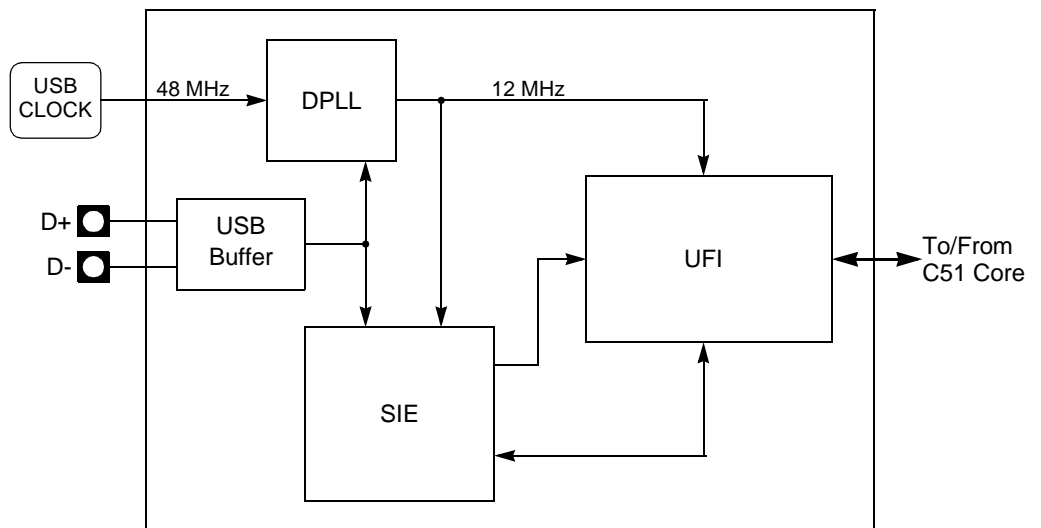 USB
CLOCK
48 MHz
DPLL
12 MHz
D+
D-
USB
Buffer
UFI
To/From
C51 Core
SIE